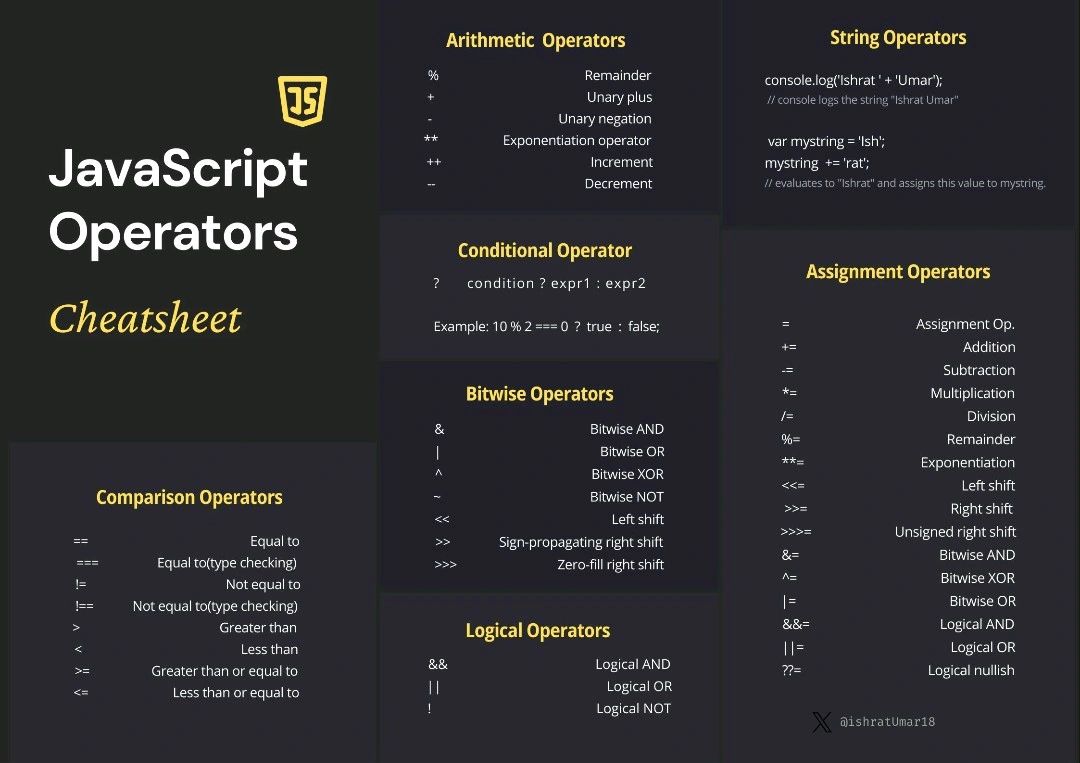 JS
JavaScript
Operators
Cheatsheet
Comparison Operators
== Equal to
=== Equal to(type checking)
!= Not equal to
!== Not equal to(type checking)
> Greater than
< Less than
>= Greater than or equal to
<= Less than or equal to
Arithmetic Operators
% Remainder
+ Unary plus
- Unary negation
** Exponentiation operator
++ Increment
-- Decrement
Conditional Operator
? condition ? expr1 : expr2
Example: 10 % 2 === 0 ? true : false;
Bitwise Operators
& Bitwise AND
| Bitwise OR
^ Bitwise XOR
~ Bitwise NOT
<< Left shift
>> Sign-propagating right shift
>>> Zero-fill right shift
Logical Operators
&& Logical AND
|| Logical OR
! Logical NOT
String Operators
console.log('Ishrat ' + 'Umar');
// console logs the string "Ishrat Umar"
var mystring = 'Ish';
mystring += 'rat';
// evaluates to "Ishrat" and assigns this value to mystring.
Assignment Operators
= Assignment Op.
+= Addition
-= Subtraction
*= Multiplication
/= Division
%= Remainder
**= Exponentiation
<<= Left shift
>>= Right shift
>>>= Unsigned right shift
&= Bitwise AND
^= Bitwise XOR
|= Bitwise OR
&&= Logical AND
||= Logical OR
??= Logical nullish
X @ishratUmar18